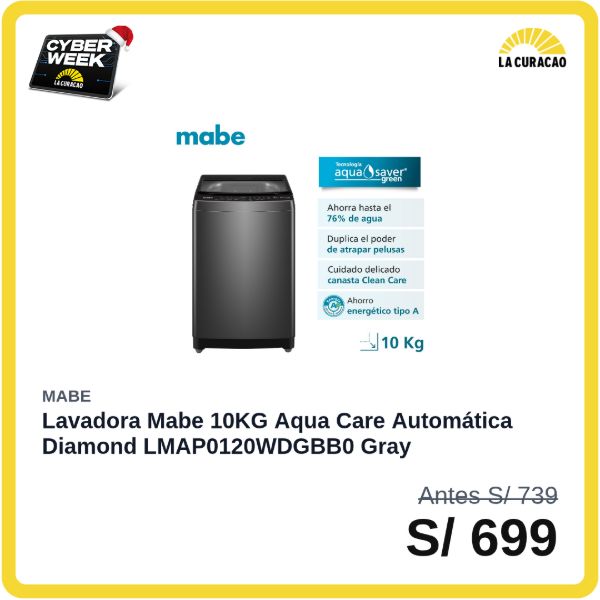 CYBER
WEEK
LA CURACAO
LA CURACAO
mabe
Tecnología
aqua saver
green
Ahorra hasta el
76% de agua
Duplica el poder
de atrapar pelusas
Cuidado delicado
canasta Clean Care
Ahorro
energético tipo A
10 Kg
MABE
Lavadora Mabe 10KG Aqua Care Automática
Diamond LMAP0120WDGBB0 Gray
Antes S/ 739
S/ 699